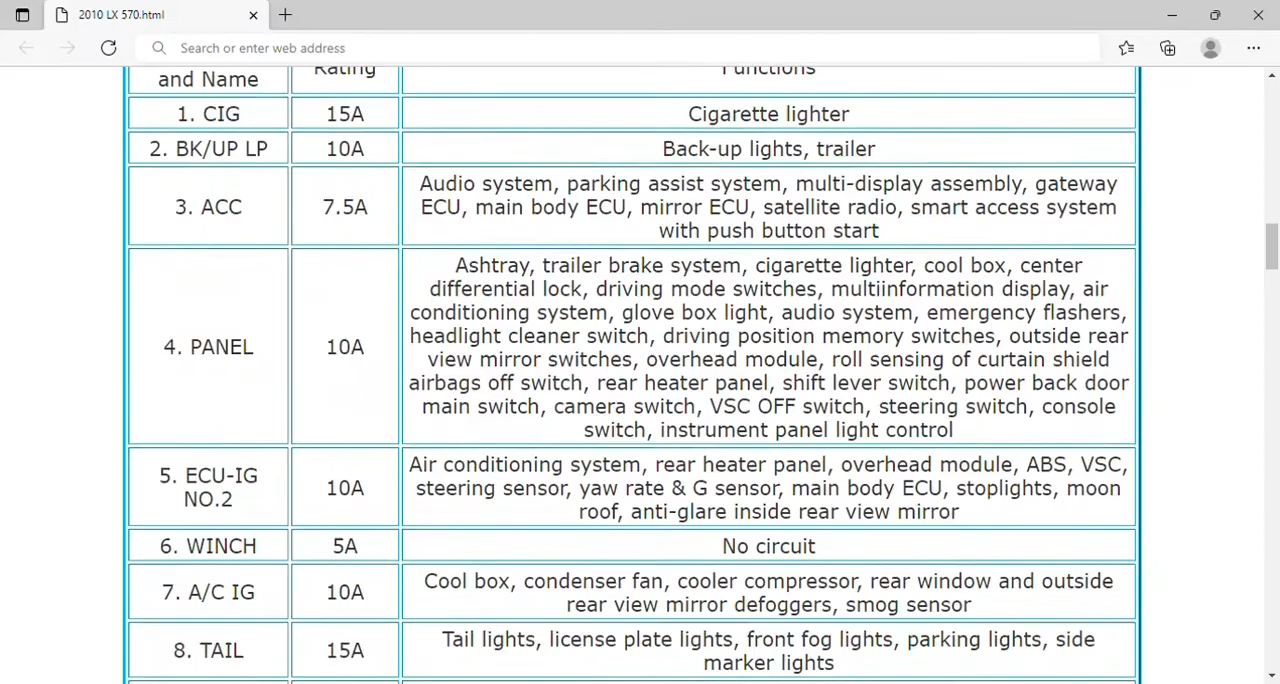 2010 LX 570.html
Search or enter web address
and Name
Rating
Functions
1. CIG
15A
Cigarette lighter
2. BK/UP LP
10A
Back-up lights, trailer
3. ACC
7.5A
Audio system, parking assist system, multi-display assembly, gateway
ECU, main body ECU, mirror ECU, satellite radio, smart access system
with push button start
4. PANEL
10A
Ashtray, trailer brake system, cigarette lighter, cool box, center
differential lock, driving mode switches, multiinformation display, air
conditioning system, glove box light, audio system, emergency flashers,
headlight cleaner switch, driving position memory switches, outside rear
view mirror switches, overhead module, roll sensing of curtain shield
airbags off switch, rear heater panel, shift lever switch, power back door
main switch, camera switch, VSC OFF switch, steering switch, console
switch, instrument panel light control
5. ECU-IG
NO.2
10A
Air conditioning system, rear heater panel, overhead module, ABS, VSC,
steering sensor, yaw rate & G sensor, main body ECU, stoplights, moon
roof, anti-glare inside rear view mirror
6. WINCH
5A
No circuit
7. A/C IG
10A
Cool box, condenser fan, cooler compressor, rear window and outside
rear view mirror defoggers, smog sensor
8. TAIL
15A
Tail lights, license plate lights, front fog lights, parking lights, side
marker lights